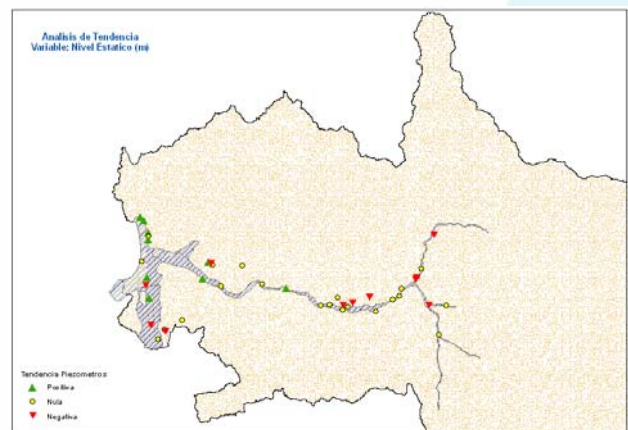 Analisis de Tendencia
Variable: Nivel Estatico (m)
Tendencia Piezometros
Positiva
Nula
Negativa